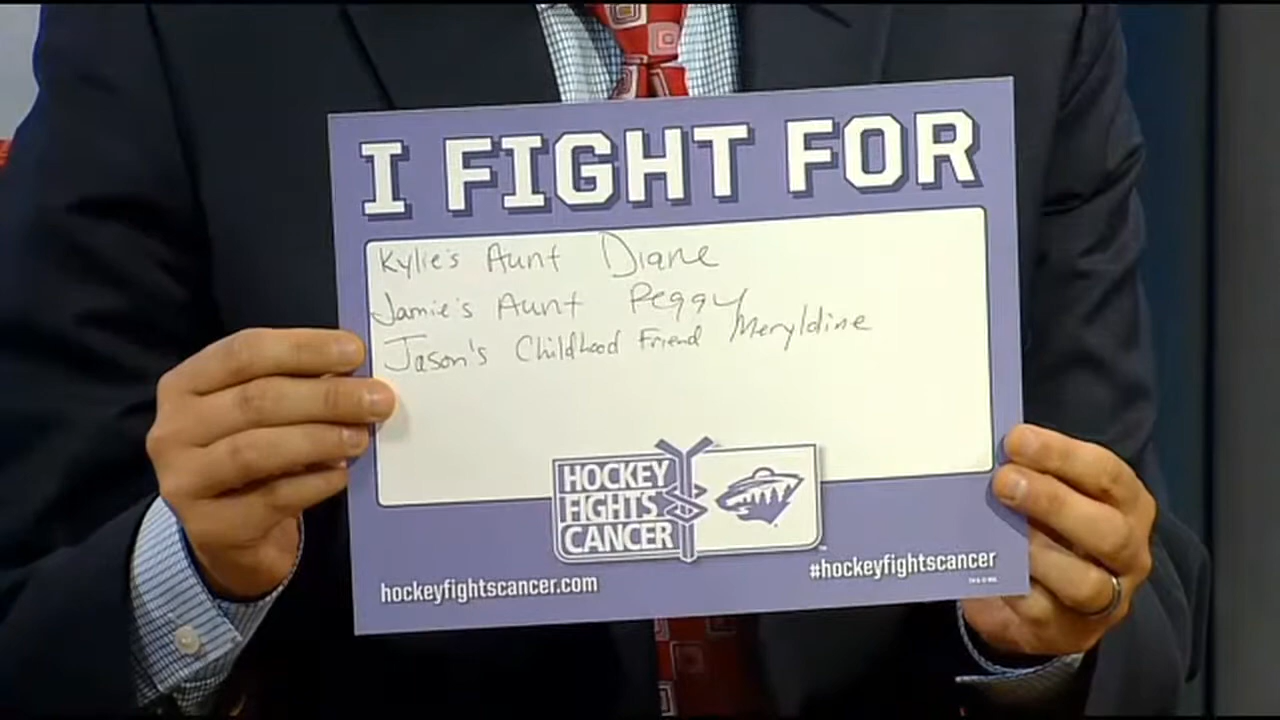 I FIGHT FOR
Kylie's Aunt Diane
Jamie's Aunt Peggy
Jason's Childhood Friend Meryldine
HOCKEY
FIGHTS
CANCER
hockeyfightscancer.com
#hockeyfightscancer